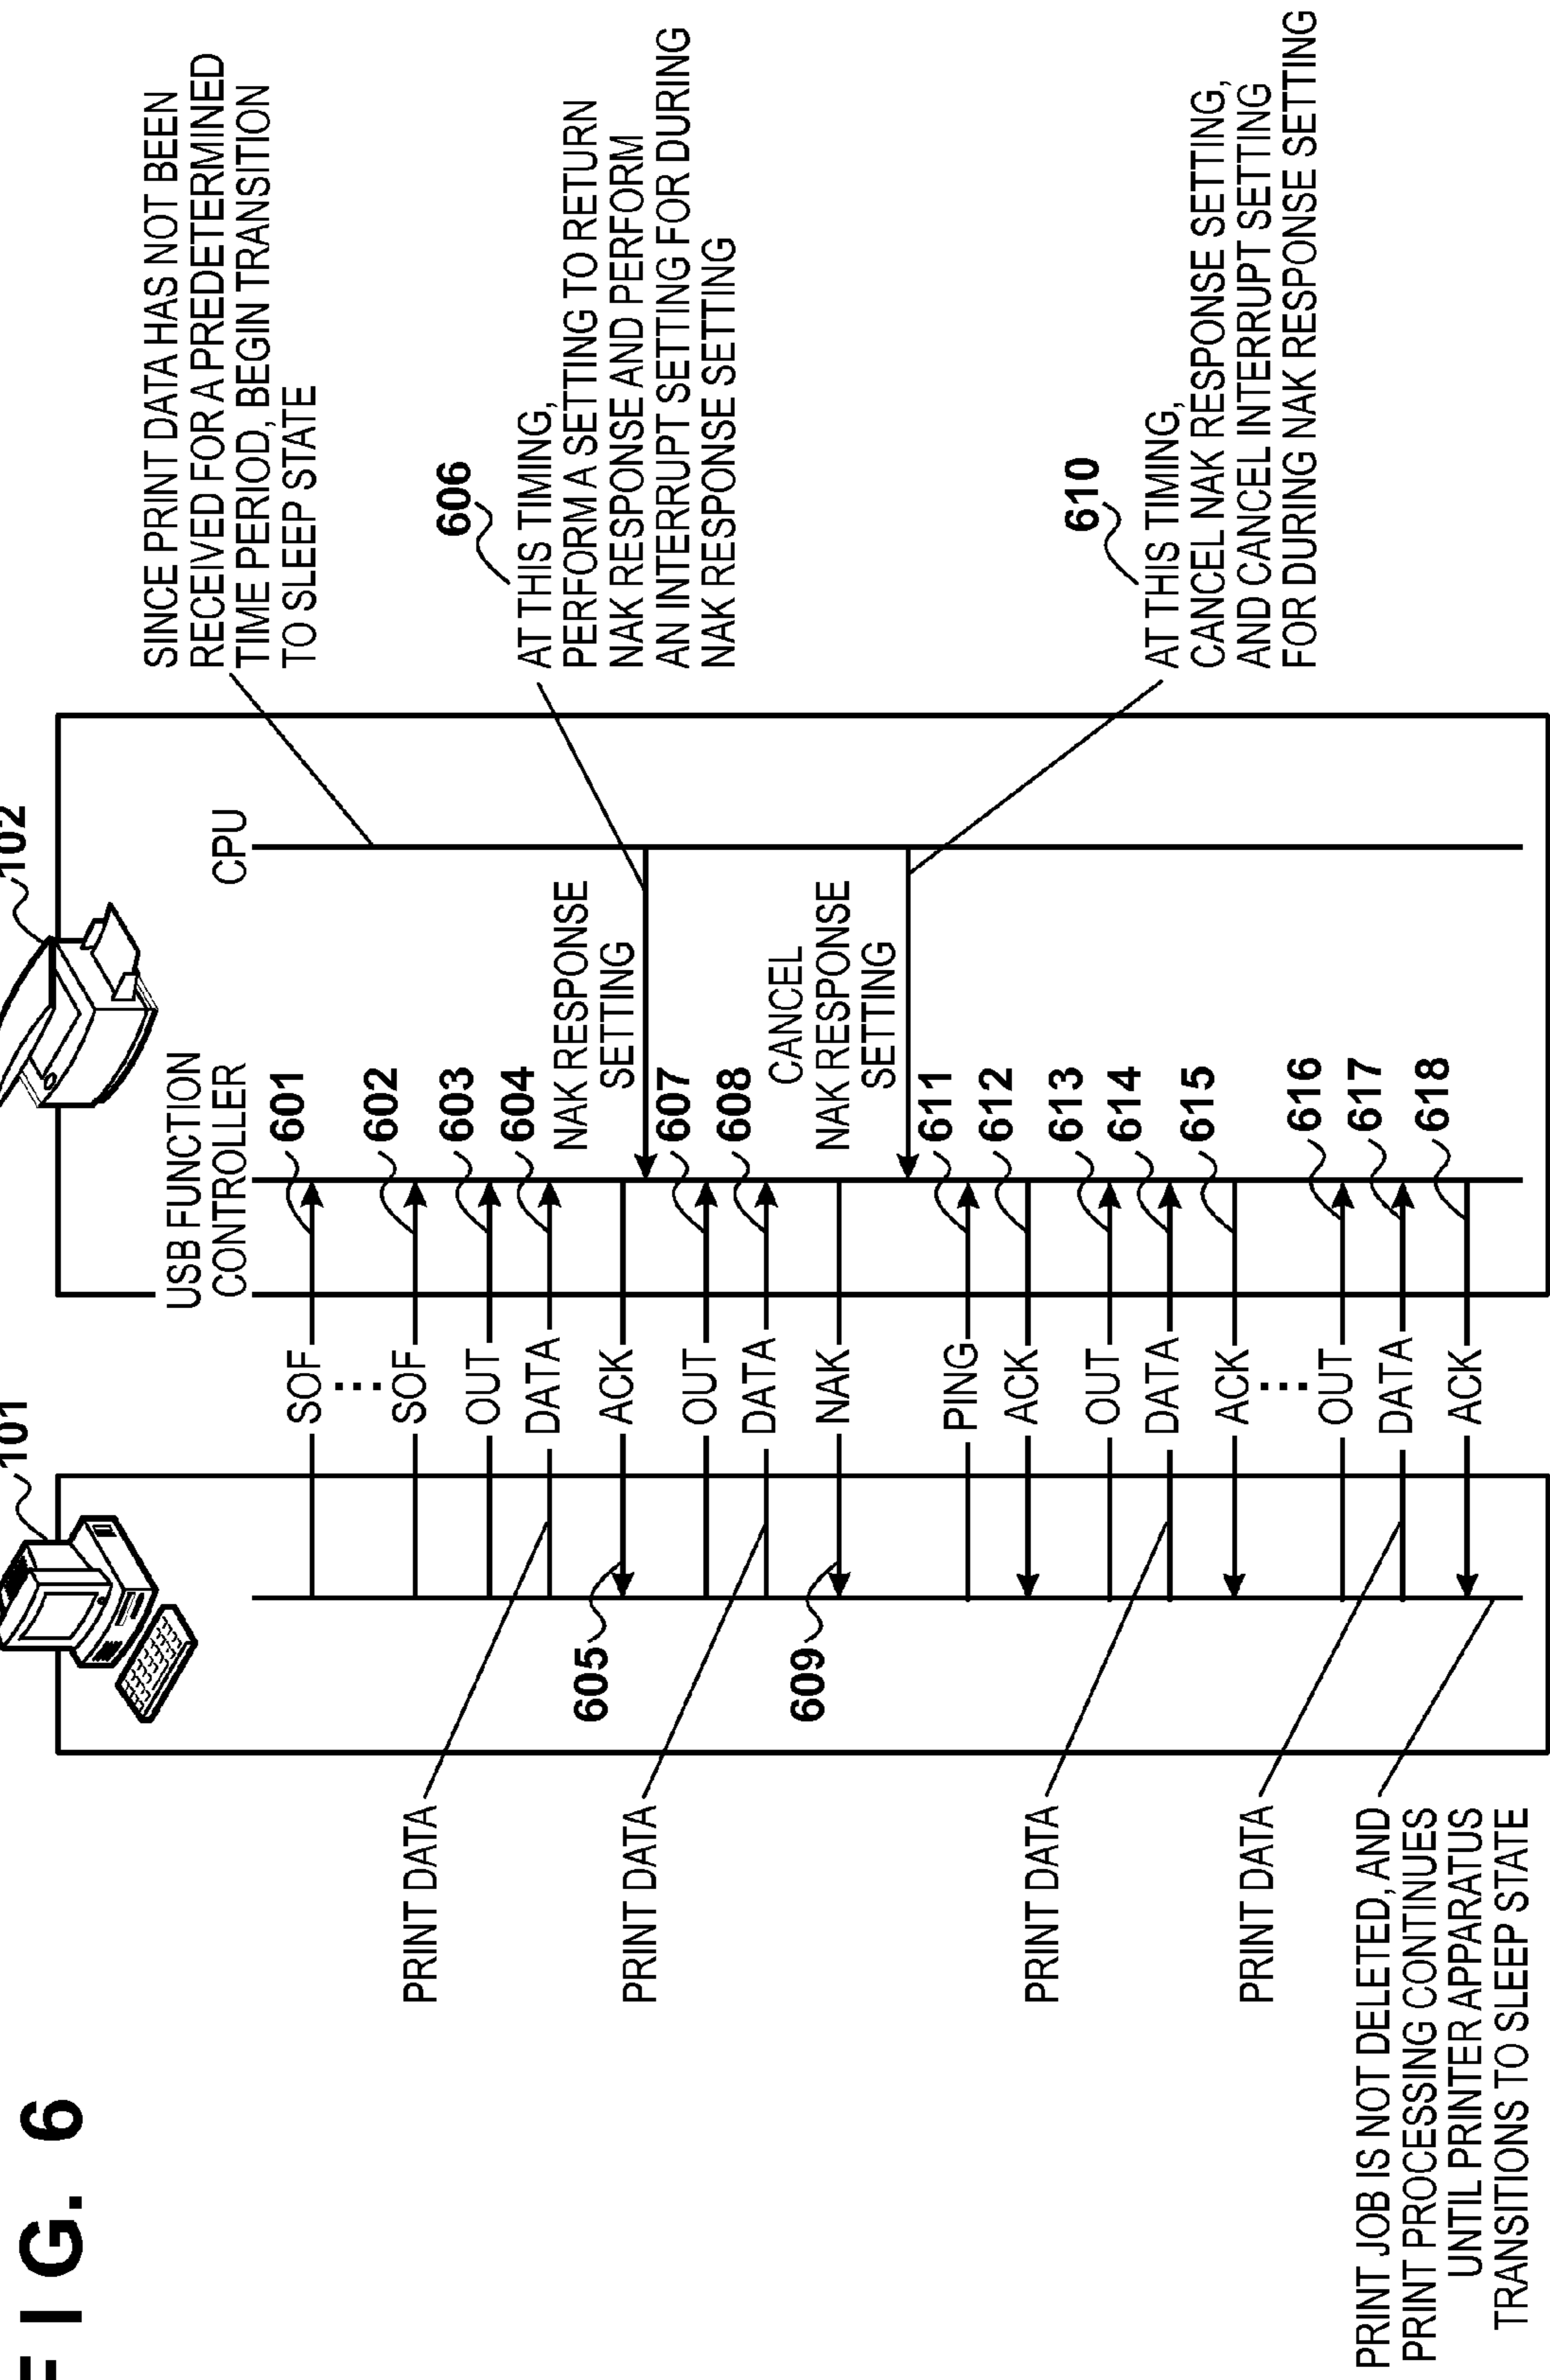 FIG. 6
101
102
USB FUNCTION
CONTROLLER
CPU
SINCE PRINT DATA HAS NOT BEEN
RECEIVED FOR A PREDETERMINED
TIME PERIOD, BEGIN TRANSITION
TO SLEEP STATE
SOF
601
SOF
602
OUT
603
PRINT DATA
DATA
604
605
ACK
NAK RESPONSE
SETTING
606
AT THIS TIMING,
PERFORM A SETTING TO RETURN
NAK RESPONSE AND PERFORM
AN INTERRUPT SETTING FOR DURING
NAK RESPONSE SETTING
OUT
607
PRINT DATA
DATA
608
609
NAK
CANCEL
NAK RESPONSE
SETTING
610
AT THIS TIMING,
CANCEL NAK RESPONSE SETTING,
AND CANCEL INTERRUPT SETTING
FOR DURING NAK RESPONSE SETTING
PING
611
ACK
612
OUT
613
PRINT DATA
DATA
614
ACK
615
OUT
616
PRINT DATA
DATA
617
ACK
618
PRINT JOB IS NOT DELETED, AND
PRINT PROCESSING CONTINUES
UNTIL PRINTER APPARATUS
TRANSITIONS TO SLEEP STATE